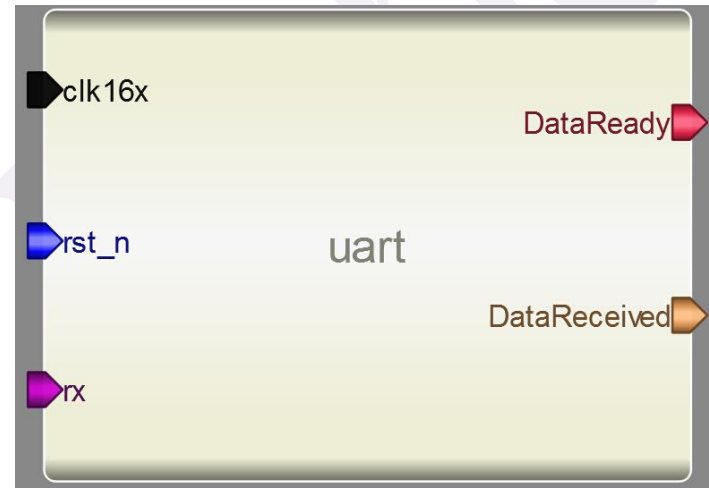 clk16x
DataReady
rst_n
uart
DataReceived
rx